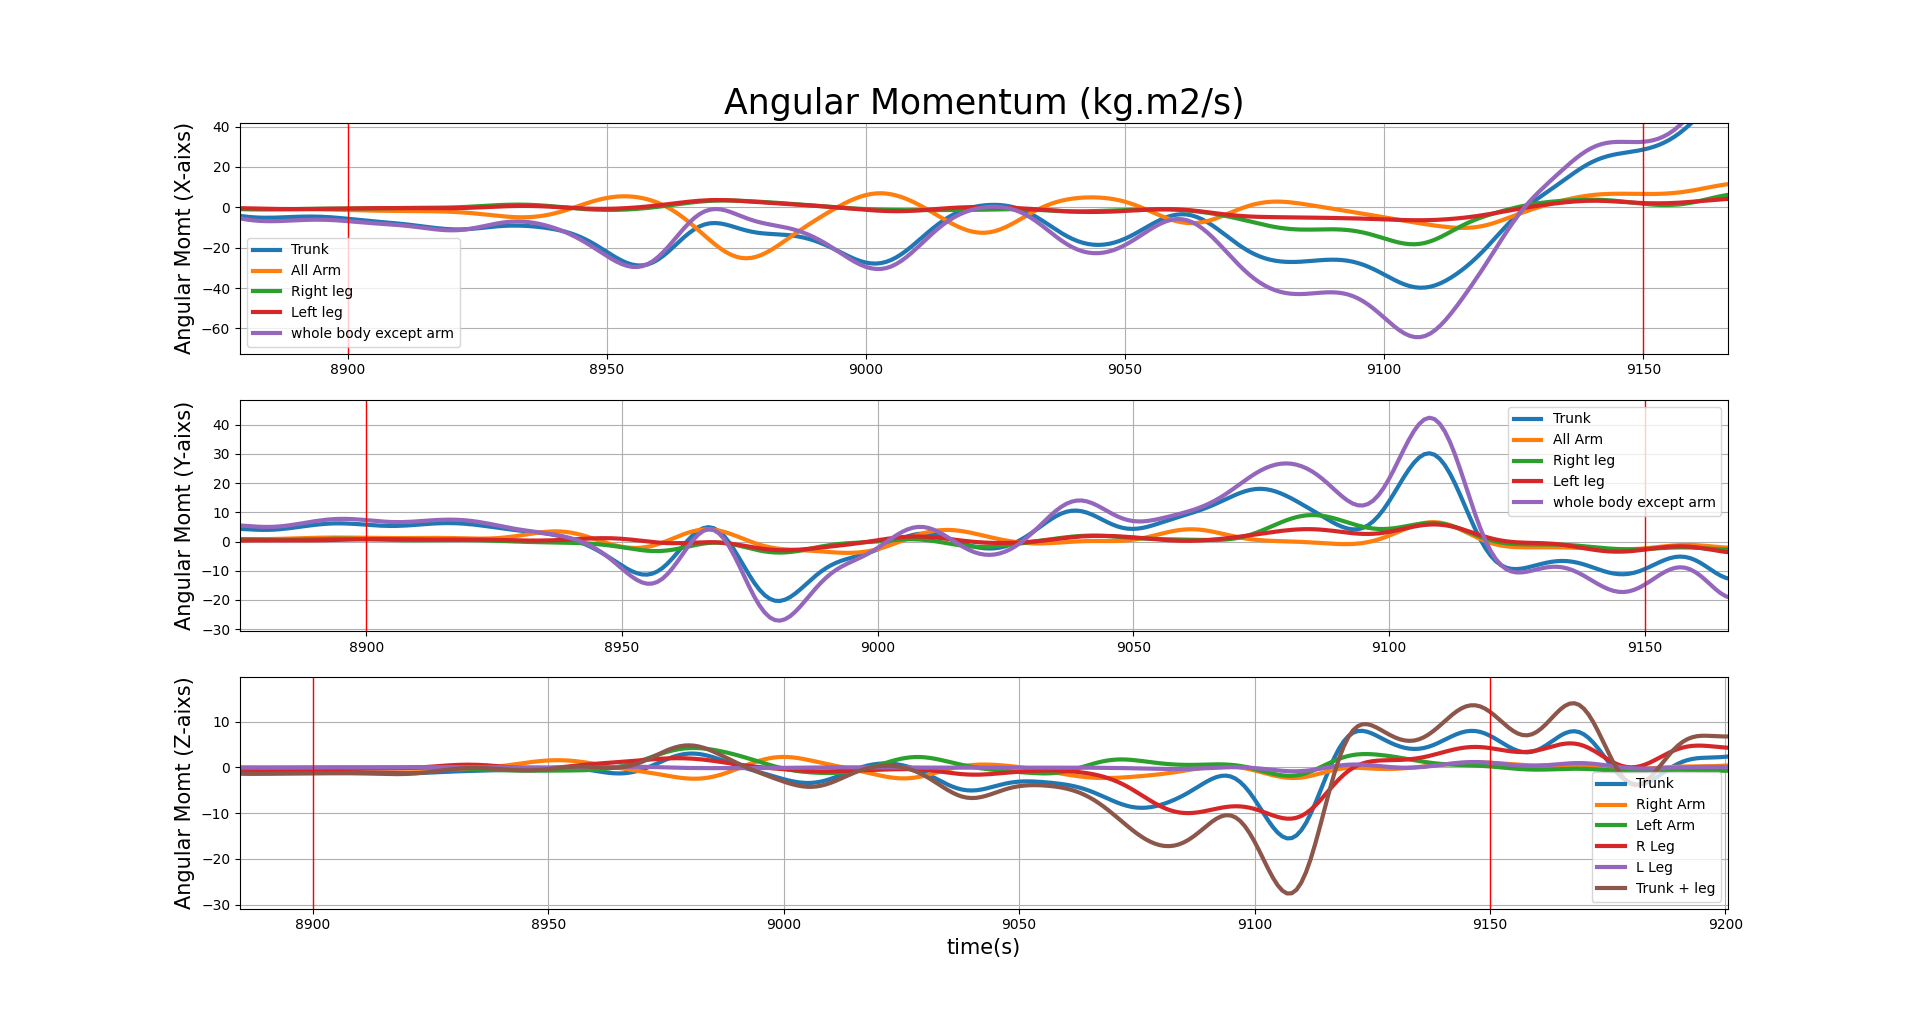 Angular Momentum (kg.m2/s)
Angular Momt (X-aixs)
40
20
0
−20
−40
−60
Trunk
All Arm
Right leg
Left leg
whole body except arm
8900 8950 9000 9050 9100 9150
Angular Momt (Y-aixs)
40
30
20
10
0
−10
−20
−30
Trunk
All Arm
Right leg
Left leg
whole body except arm
8900 8950 9000 9050 9100 9150
Angular Momt (Z-aixs)
10
0
−10
−20
−30
Trunk
Right Arm
Left Arm
R Leg
L Leg
Trunk + leg
8900 8950 9000 9050 9100 9150 9200
time(s)